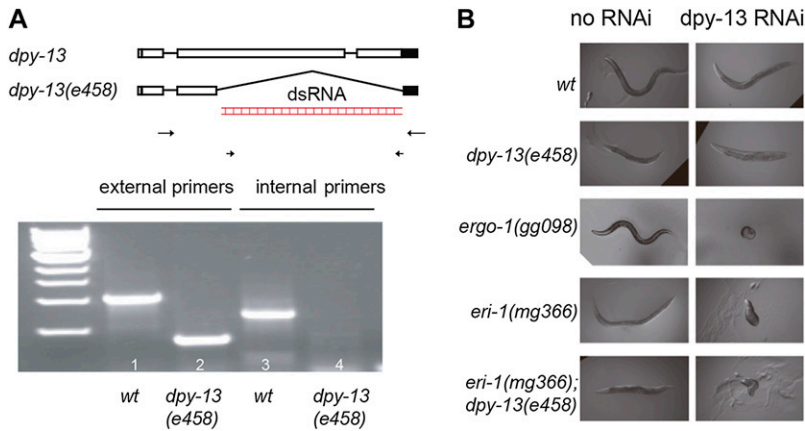 A
dpy-13
dpy-13(e458)
dsRNA
external primers
internal primers
1
2
3
4
wt
dpy-13
(e458)
wt
dpy-13
(e458)
B
no RNAi
dpy-13 RNAi
wt
dpy-13(e458)
ergo-1(gg098)
eri-1(mg366)
eri-1(mg366);
dpy-13(e458)